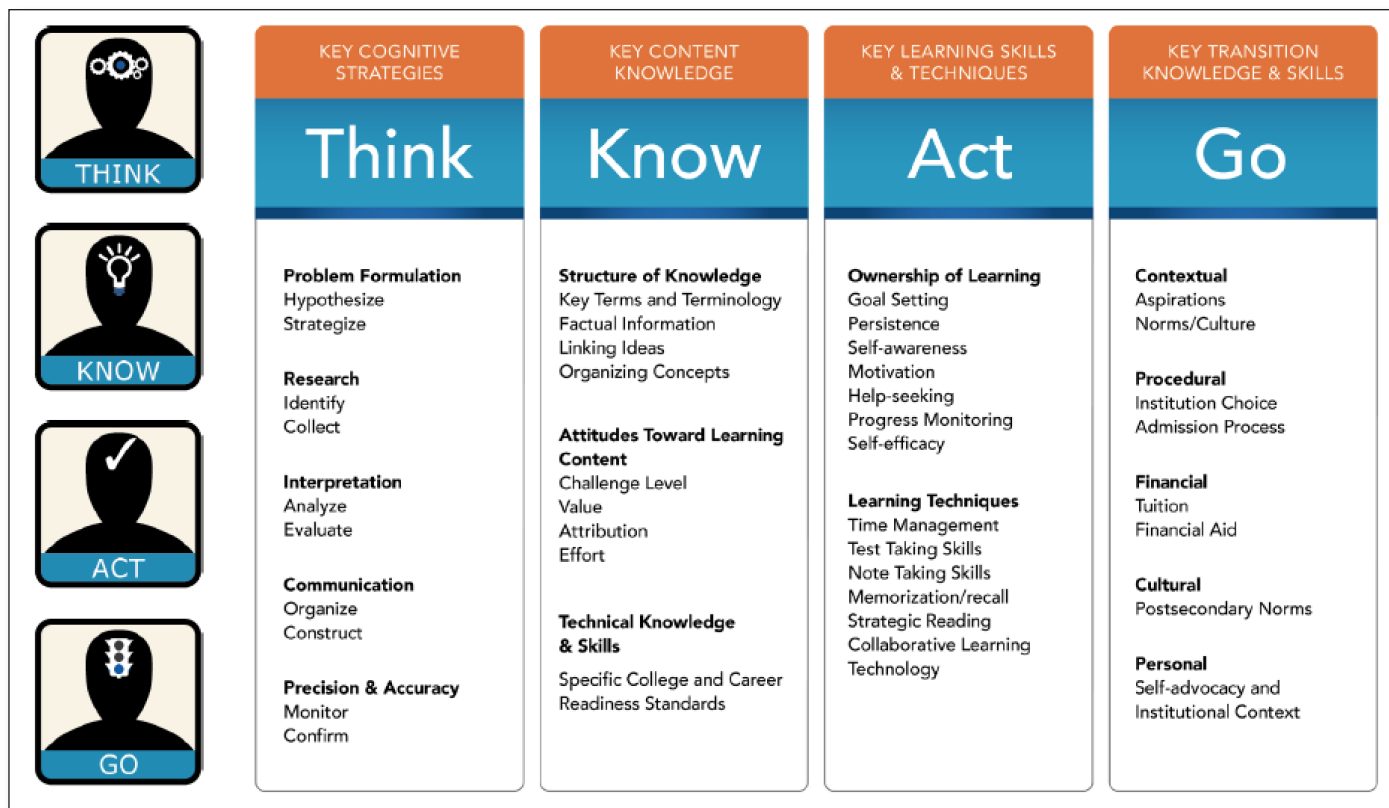 THINK
KNOW
ACT
GO
KEY COGNITIVE
STRATEGIES
Think
Problem Formulation
Hypothesize
Strategize
Research
Identify
Collect
Interpretation
Analyze
Evaluate
Communication
Organize
Construct
Precision & Accuracy
Monitor
Confirm
KEY CONTENT
KNOWLEDGE
Know
Structure of Knowledge
Key Terms and Terminology
Factual Information
Linking Ideas
Organizing Concepts
Attitudes Toward Learning
Content
Challenge Level
Value
Attribution
Effort
Technical Knowledge
& Skills
Specific College and Career
Readiness Standards
KEY LEARNING SKILLS
& TECHNIQUES
Act
Ownership of Learning
Goal Setting
Persistence
Self-awareness
Motivation
Help-seeking
Progress Monitoring
Self-efficacy
Learning Techniques
Time Management
Test Taking Skills
Note Taking Skills
Memorization/recall
Strategic Reading
Collaborative Learning
Technology
KEY TRANSITION
KNOWLEDGE & SKILLS
Go
Contextual
Aspirations
Norms/Culture
Procedural
Institution Choice
Admission Process
Financial
Tuition
Financial Aid
Cultural
Postsecondary Norms
Personal
Self-advocacy and
Institutional Context